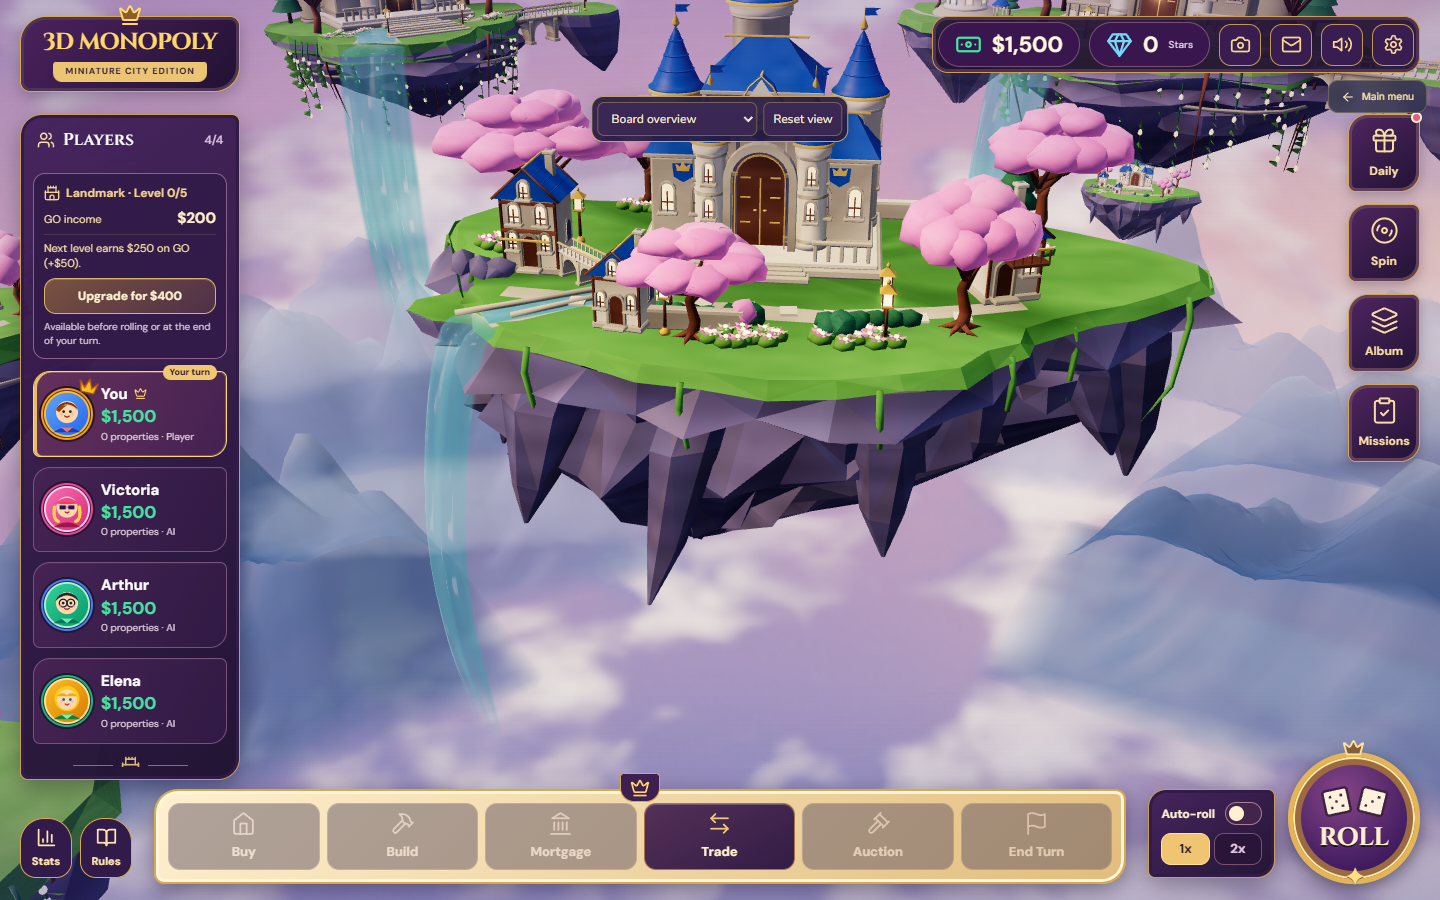 3D MONOPOLY
MINIATURE CITY EDITION
$1,500
0 Stars
Main menu
Board overview
Reset view
Players
4/4
Landmark · Level 0/5
GO income $200
Next level earns $250 on GO
(+$50).
Upgrade for $400
Available before rolling or at the end
of your turn.
Your turn
You
$1,500
0 properties · Player
Victoria
$1,500
0 properties · AI
Arthur
$1,500
0 properties · AI
Elena
$1,500
0 properties · AI
Daily
Spin
Album
Missions
Stats
Rules
Buy
Build
Mortgage
Trade
Auction
End Turn
Auto-roll
1x
2x
ROLL